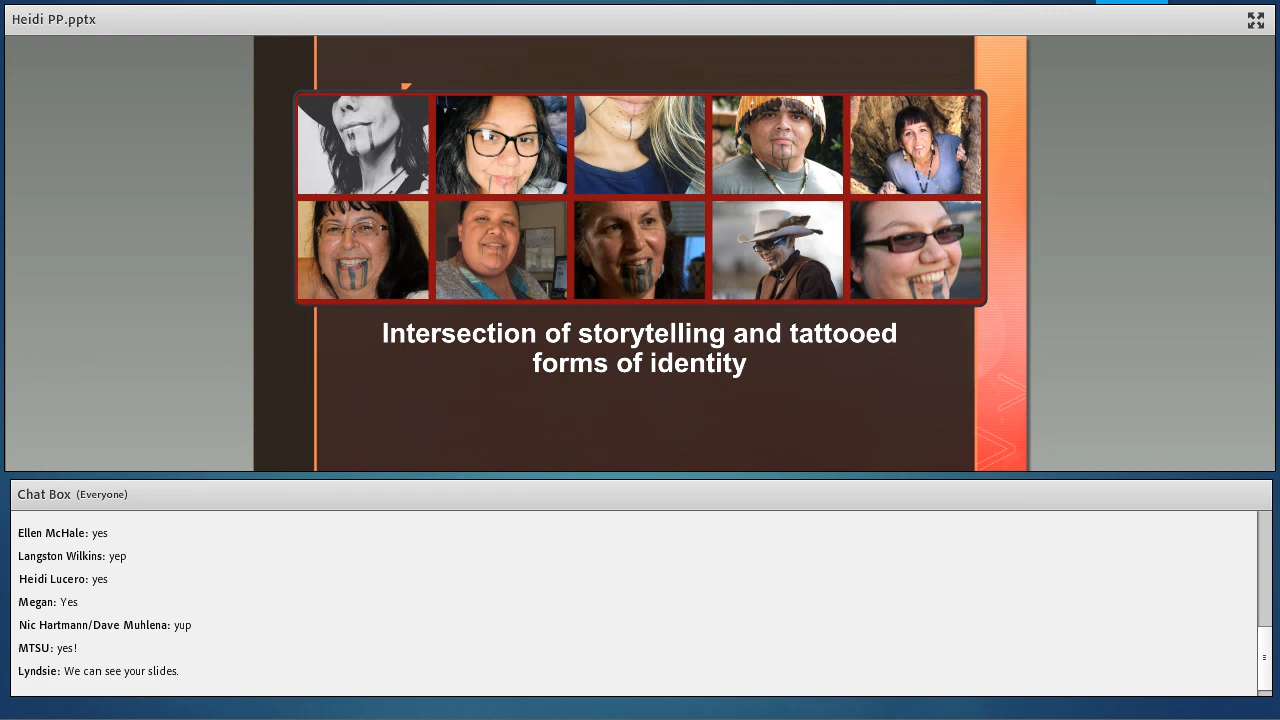 Heidi PP.pptx
Intersection of storytelling and tattooed
forms of identity
Chat Box (Everyone)
Ellen McHale: yes
Langston Wilkins: yep
Heidi Lucero: yes
Megan: Yes
Nic Hartmann/Dave Muhlena: yup
MTSU: yes!
Lyndsie: We can see your slides.